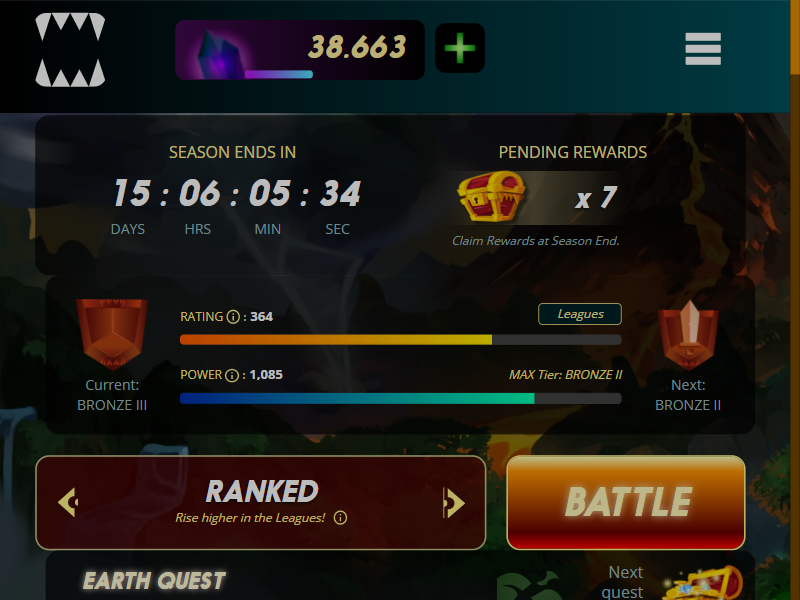 38.663
SEASON ENDS IN
15 : 06 : 05 : 34
DAYS HRS MIN SEC
PENDING REWARDS
x 7
Claim Rewards at Season End.
Current:
BRONZE III
RATING : 364
Leagues
POWER : 1,085
MAX Tier: BRONZE II
Next:
BRONZE II
RANKED
Rise higher in the Leagues!
BATTLE
EARTH QUEST
Next
quest